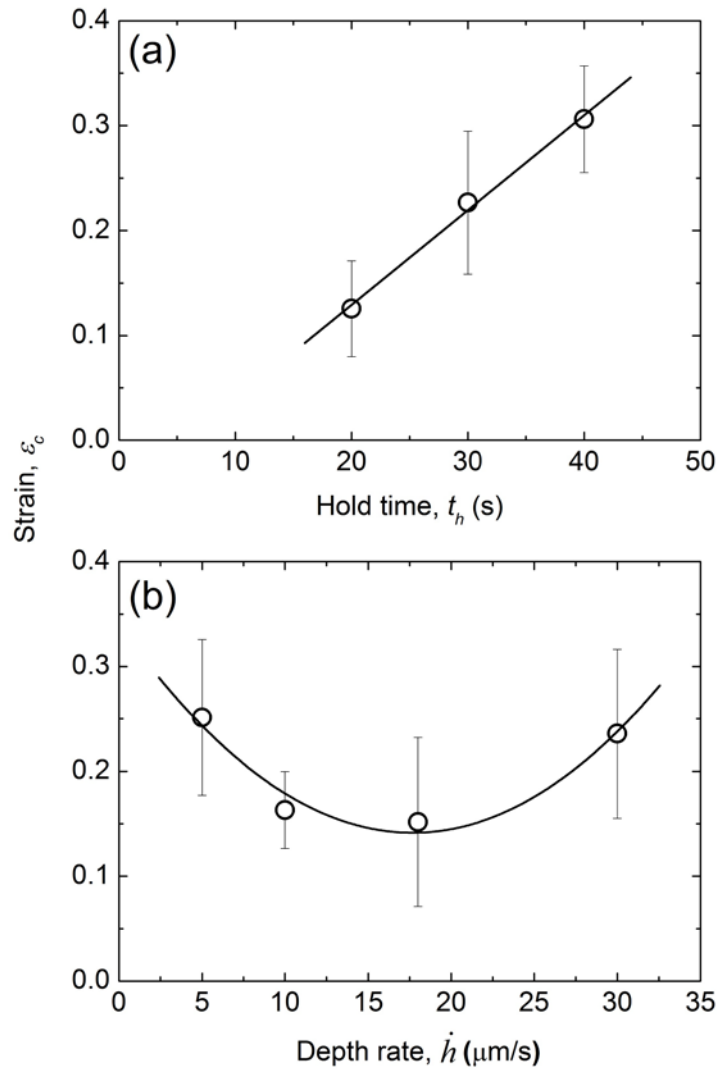 (a)
0.4
0.3
0.2
0.1
0.0
0 10 20 30 40 50
Hold time, t_h (s)
Strain, ε_c
(b)
0.4
0.3
0.2
0.1
0.0
0 5 10 15 20 25 30 35
Depth rate, ḣ (μm/s)